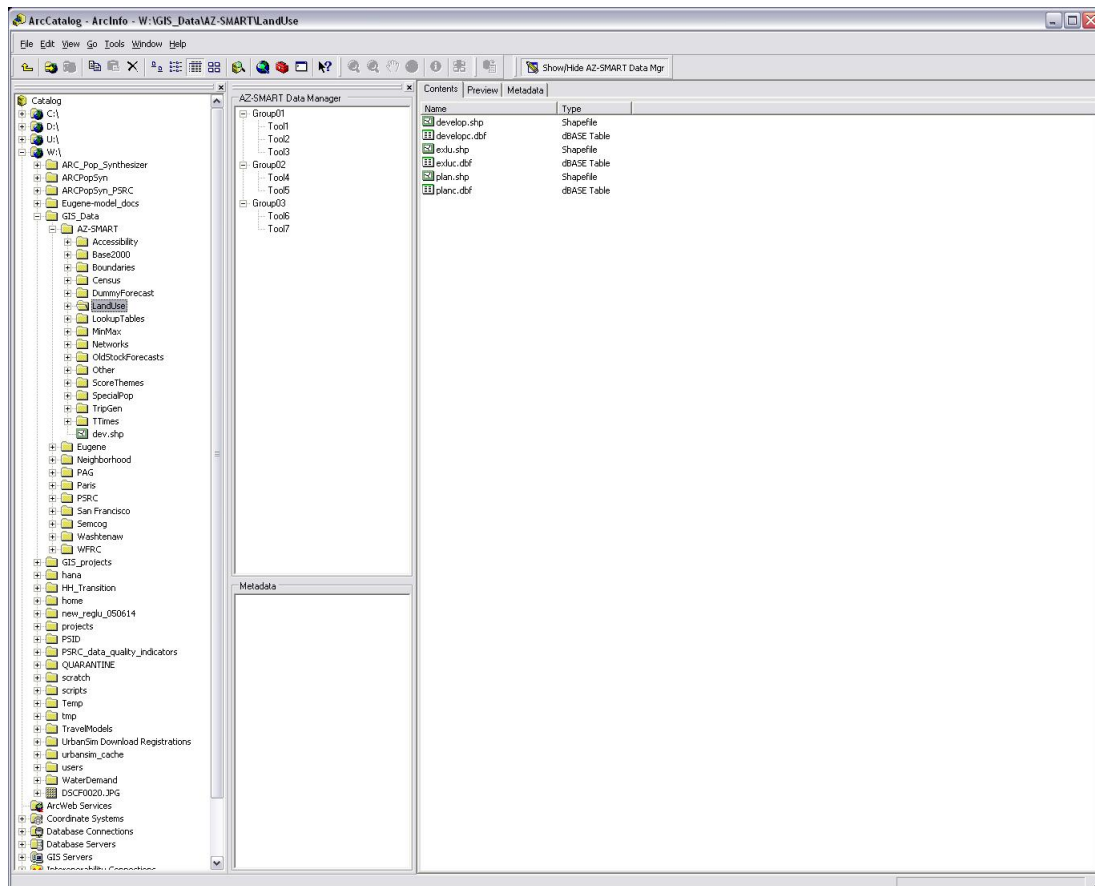 ArcCatalog - ArcInfo - W:\GIS_Data\AZ-SMART\LandUse
File Edit View Go Tools Window Help
Show/Hide AZ-SMART Data Mgr
Catalog
C:\
D:\
U:\
W:\
ARC_Pop_Synthesizer
ARCPopSyn
ARCPopSyn_PSRC
Eugene-model_docs
GIS_Data
AZ-SMART
Accessibility
Base2000
Boundaries
Census
DummyForecast
LandUse
LookupTables
MinMax
Networks
OldStockForecasts
Other
ScoreThemes
SpecialPop
TripGen
TTimes
dev.shp
Eugene
Neighborhood
PAG
Paris
PSRC
San Francisco
Semcog
Washtenaw
WFRC
GIS_projects
hana
HH_Transition
home
new_reglu_050614
projects
PSID
PSRC_data_quality_indicators
QUARANTINE
scratch
scripts
Temp
tmp
TravelModels
UrbanSim Download Registrations
urbansim_cache
users
WaterDemand
DSCF0020.JPG
ArcWeb Services
Coordinate Systems
Database Connections
Database Servers
GIS Servers
Interoperability Connections
AZ-SMART Data Manager
Group01
Tool1
Tool2
Tool3
Group02
Tool4
Tool5
Group03
Tool6
Tool7
Metadata
Contents Preview Metadata
Name Type
develop.shp Shapefile
developc.dbf dBASE Table
exlu.shp Shapefile
exluc.dbf dBASE Table
plan.shp Shapefile
planc.dbf dBASE Table